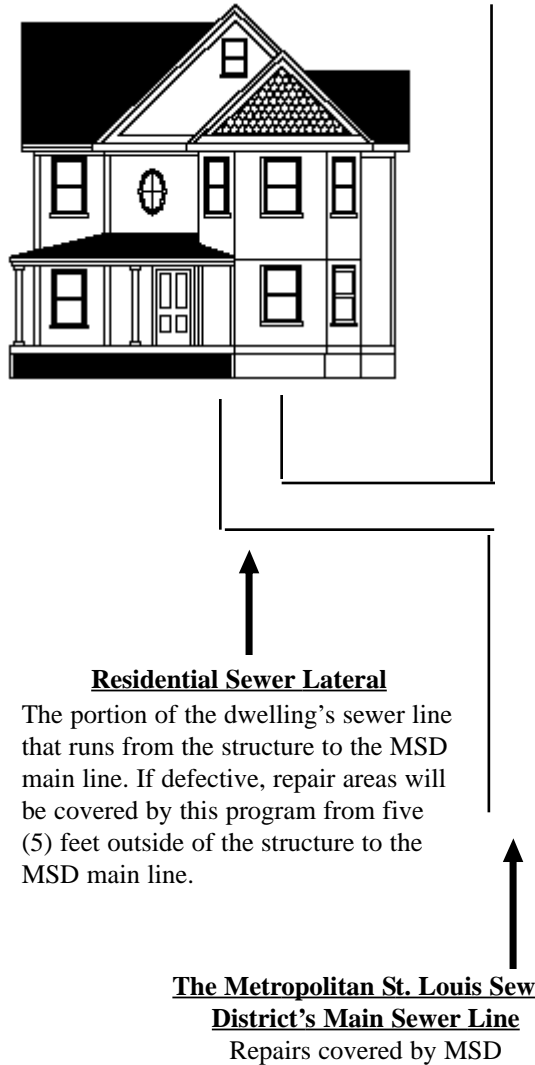 Residential Sewer Lateral
The portion of the dwelling’s sewer line
that runs from the structure to the MSD
main line. If defective, repair areas will
be covered by this program from five
(5) feet outside of the structure to the
MSD main line.
The Metropolitan St. Louis Sew
District’s Main Sewer Line
Repairs covered by MSD